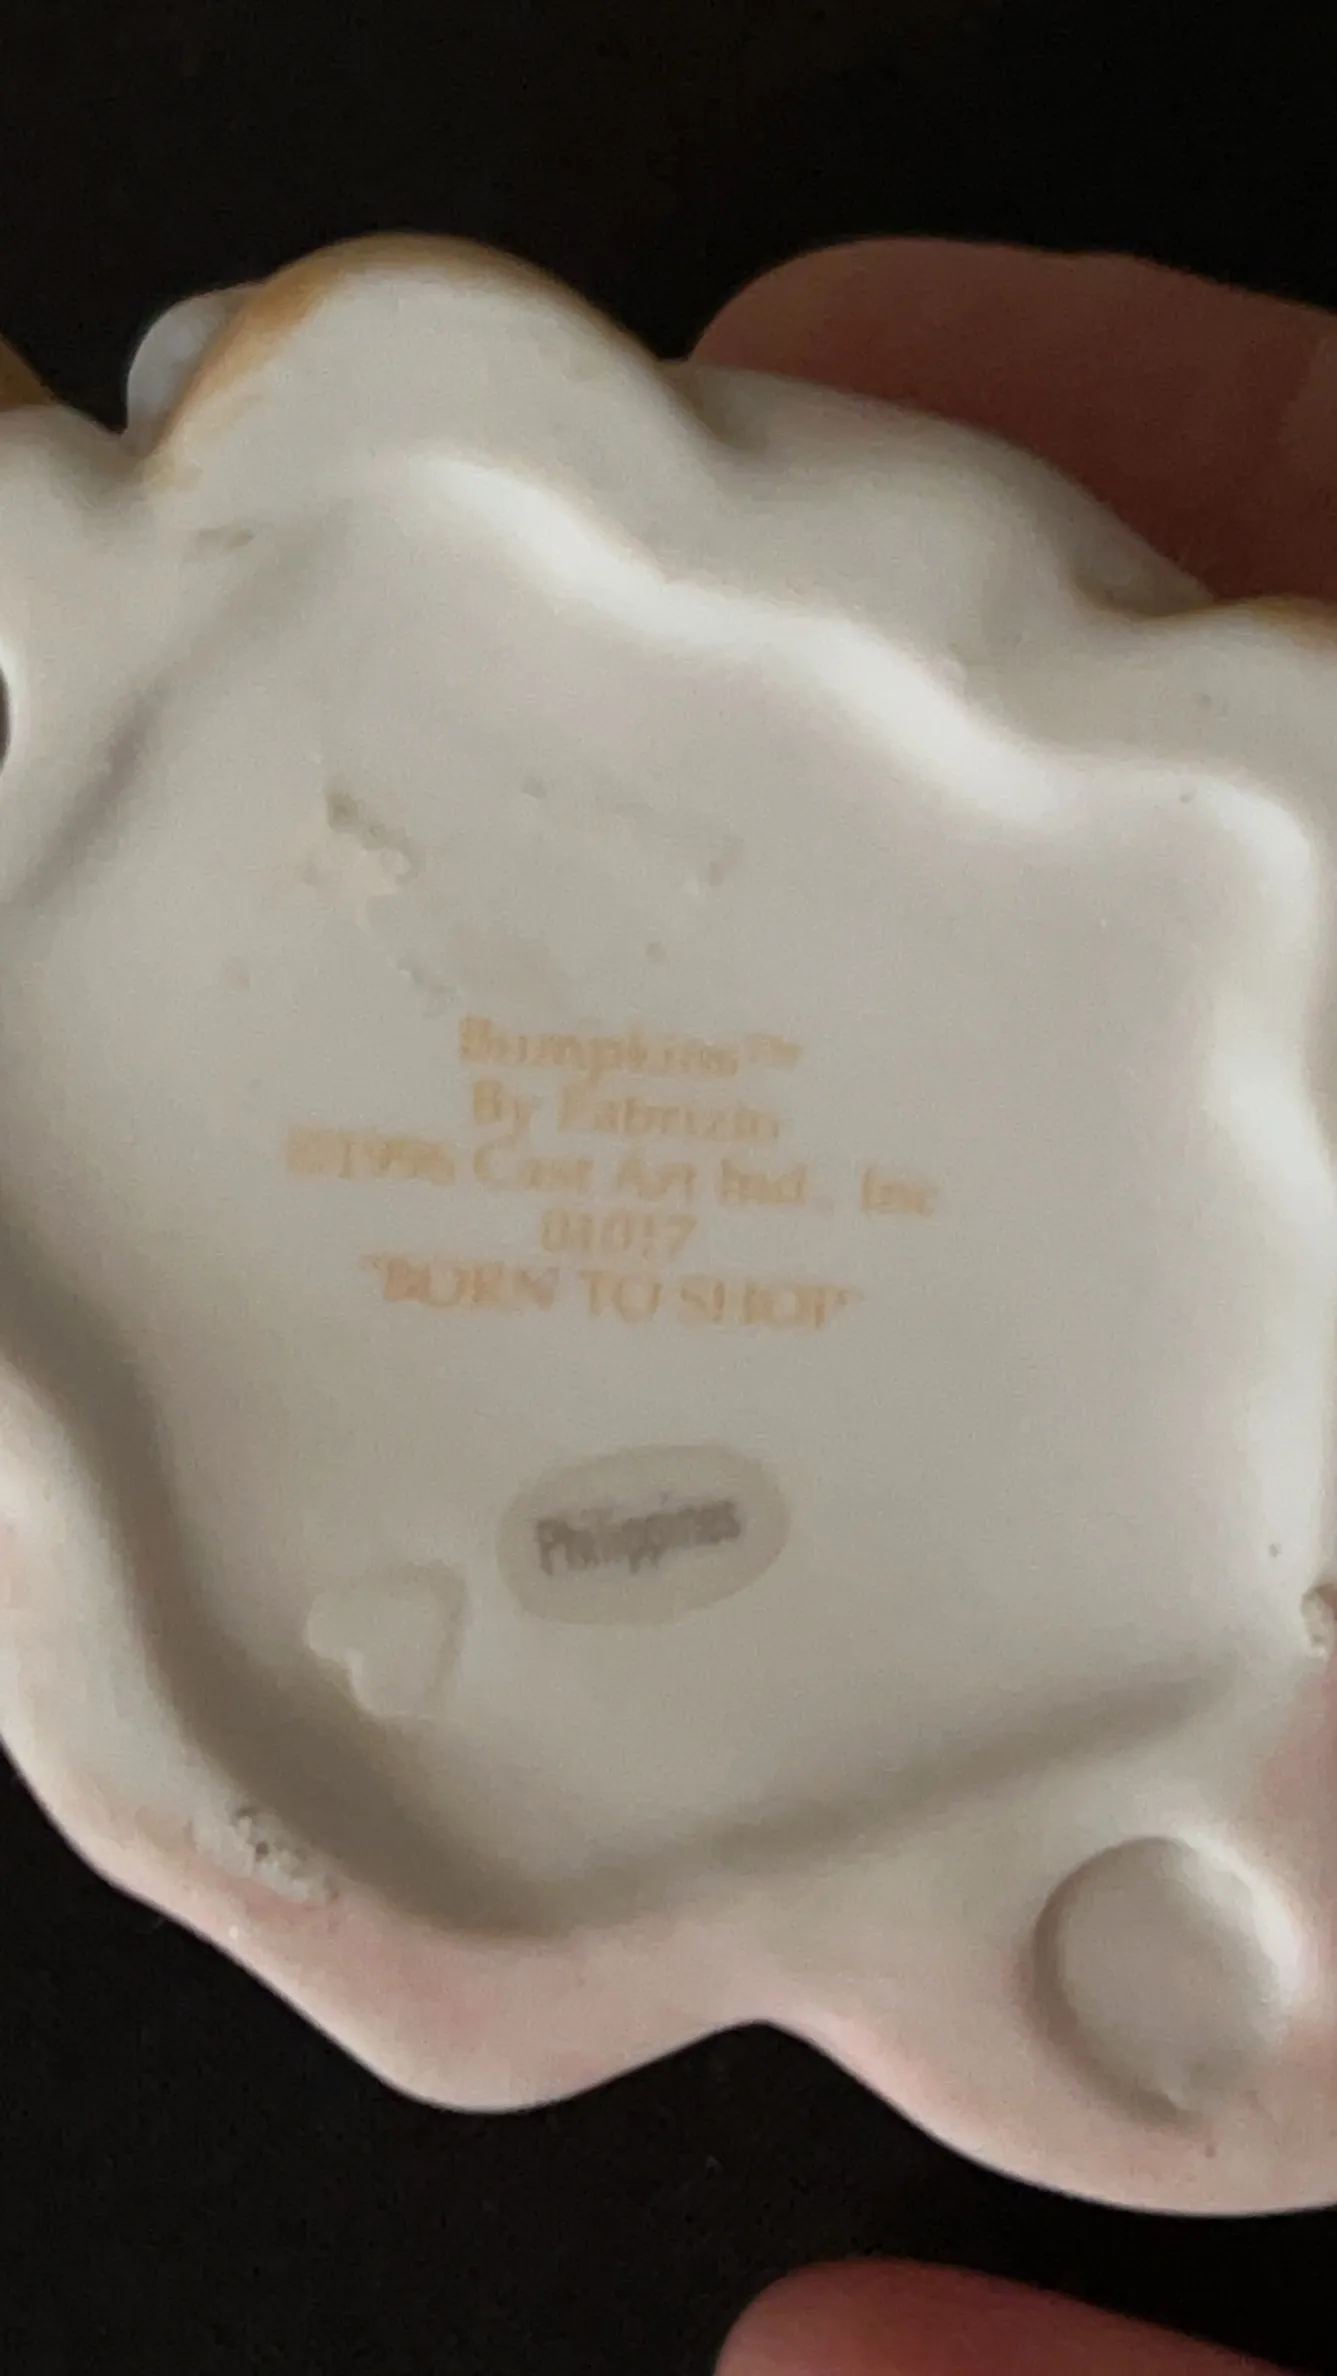 Bumpkins™
By Fabrizio
©1996 Cast Art Ind., Inc
01017
"BORN TO SHOP"
Philippines